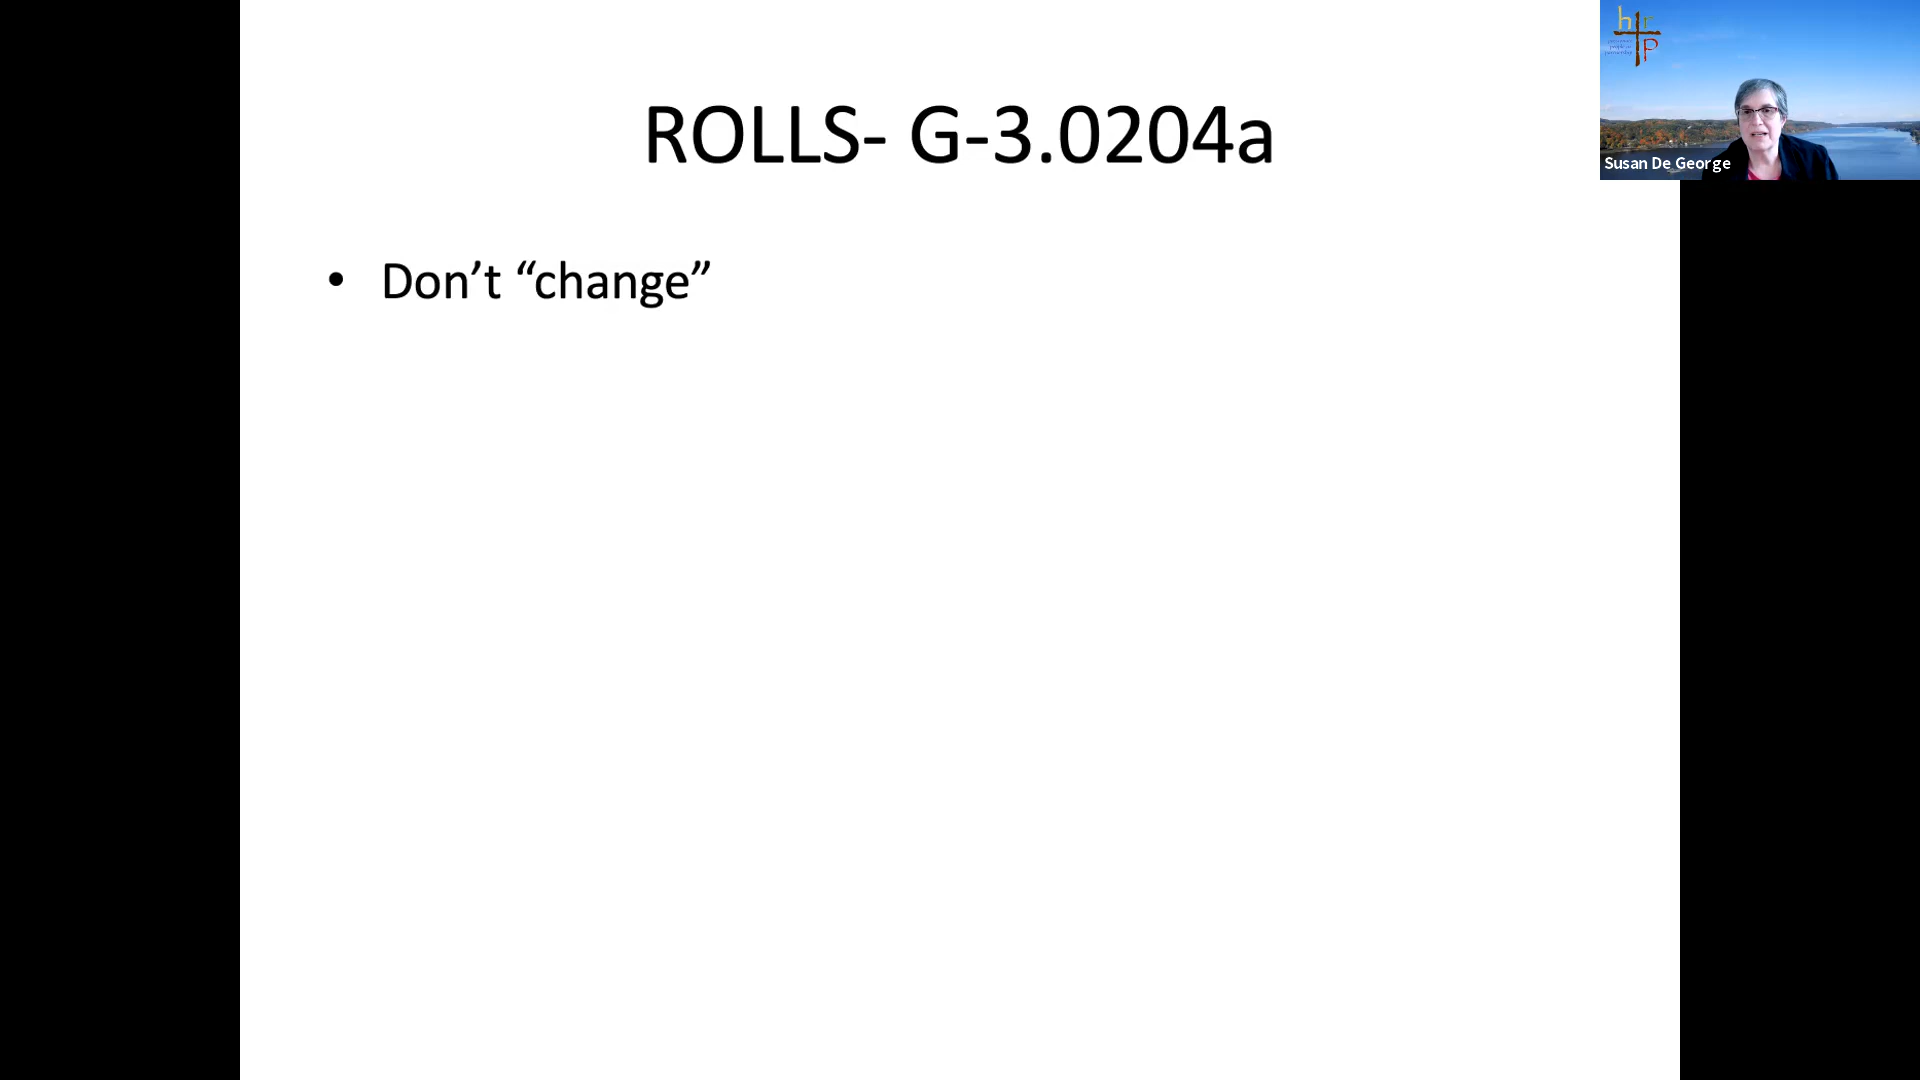 ROLLS- G-3.0204a
• Don’t “change”
h r
p
Susan De George